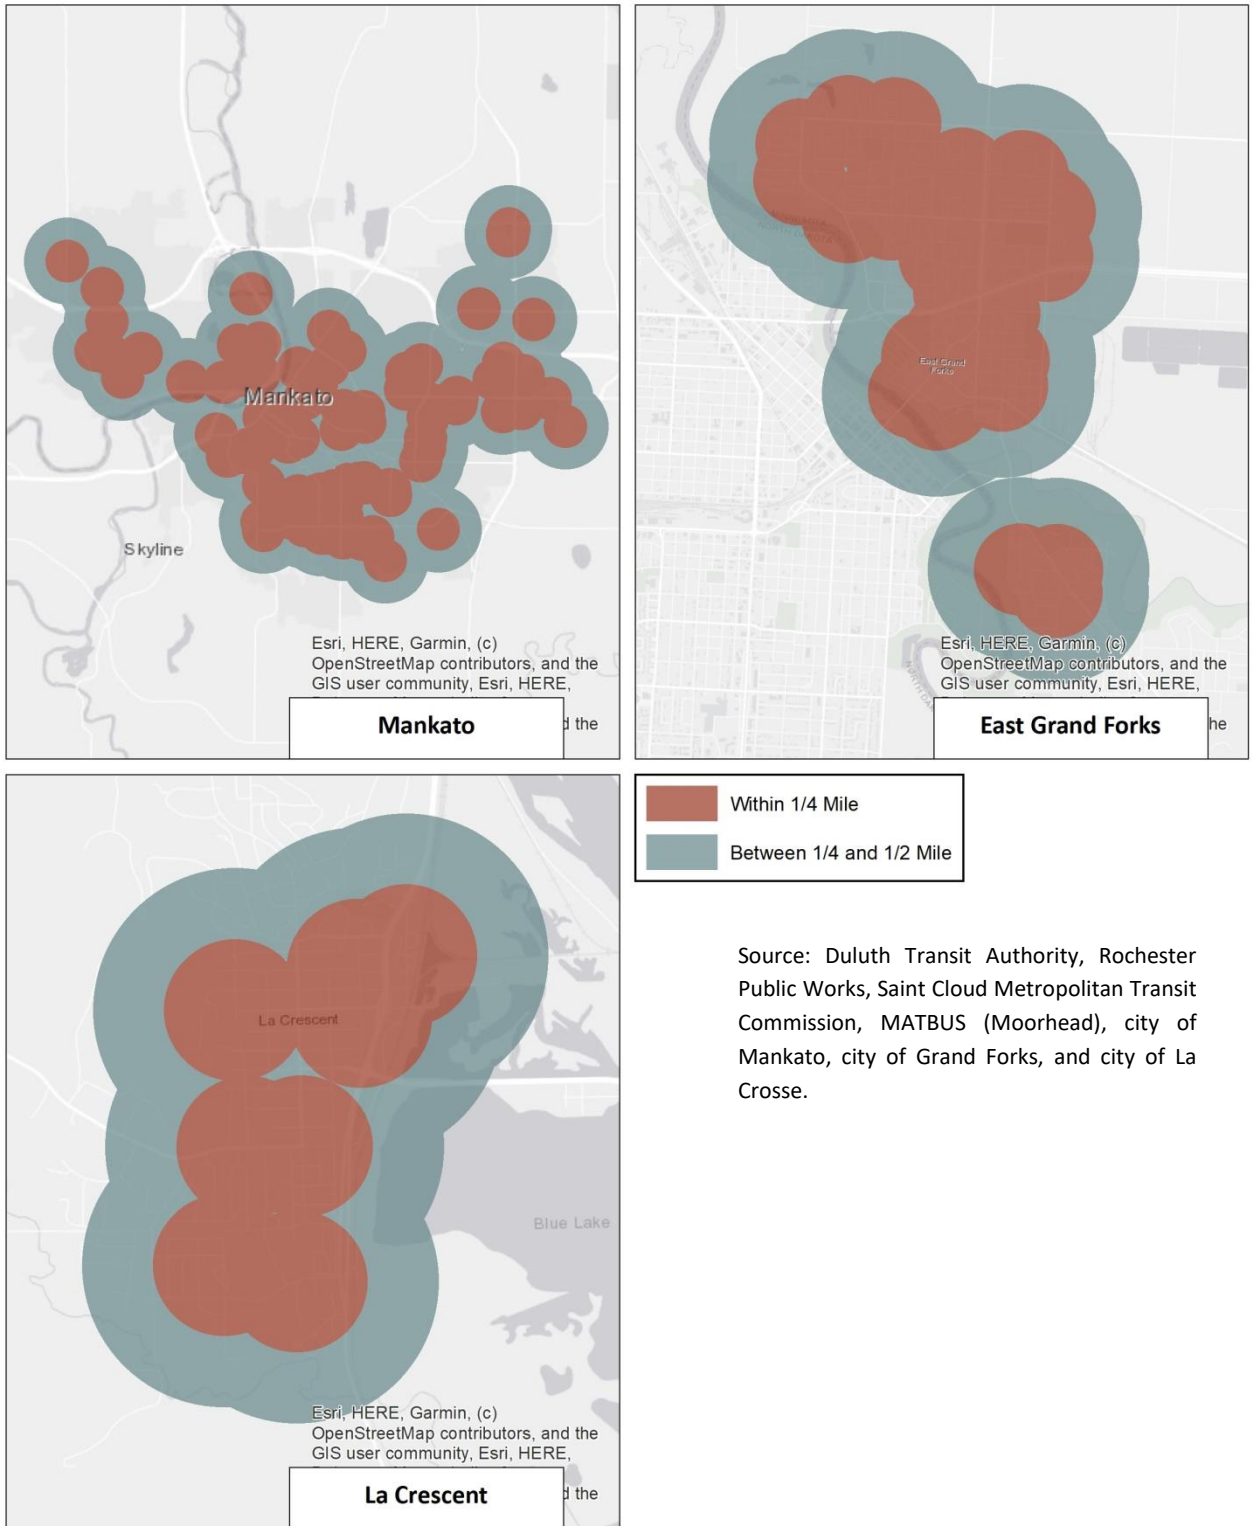 Mankato
Skyline
Esri, HERE, Garmin, (c)
OpenStreetMap contributors, and the
GIS user community, Esri, HERE,
d the
Mankato
East Grand
Forks
Esri, HERE, Garmin, (c)
OpenStreetMap contributors, and the
GIS user community, Esri, HERE,
he
East Grand Forks
La Crescent
Blue Lake
Esri, HERE, Garmin, (c)
OpenStreetMap contributors, and the
GIS user community, Esri, HERE,
d the
La Crescent
Within 1/4 Mile
Between 1/4 and 1/2 Mile
Source: Duluth Transit Authority, Rochester
Public Works, Saint Cloud Metropolitan Transit
Commission, MATBUS (Moorhead), city of
Mankato, city of Grand Forks, and city of La
Crosse.